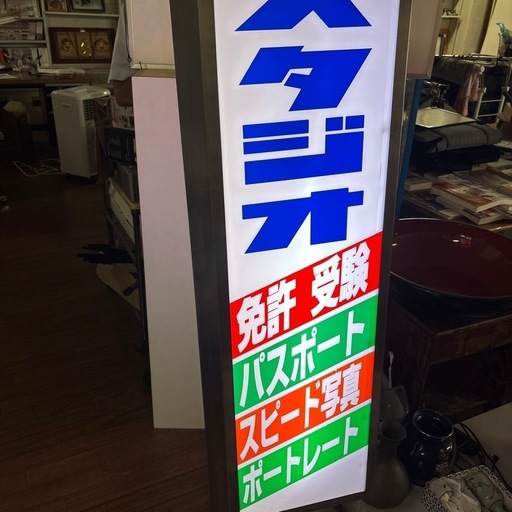 スタジオ
免許 受験
パスポート
スピード写真
ポートレート